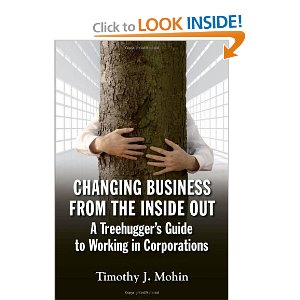 Click to LOOK INSIDE!
CHANGING BUSINESS
FROM THE INSIDE OUT
A Treehugger's Guide
to Working in Corporations
Timothy J. Mohin